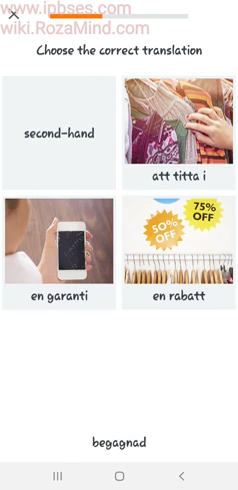 www.ipbses.com
wiki.RozaMind.com
Choose the correct translation
second-hand
att titta i
75%
OFF
50%
OFF
en garanti
en rabatt
begagnad